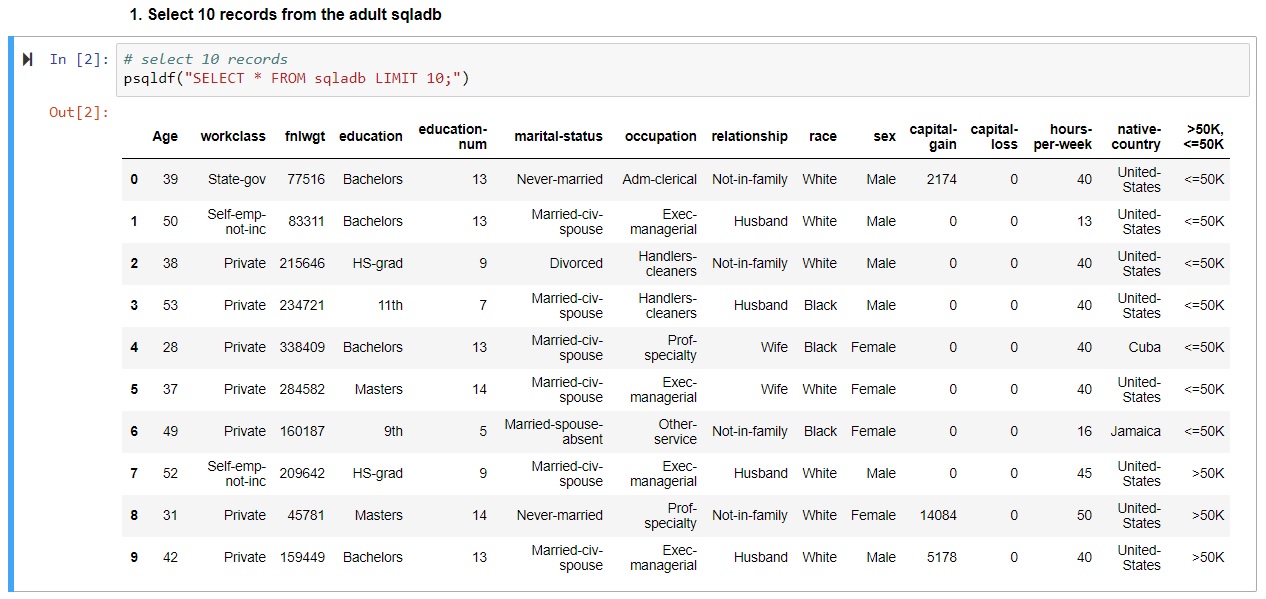 1. Select 10 records from the adult sqladb
In [2]: # select 10 records
psqldf("SELECT * FROM sqladb LIMIT 10;")
Out[2]:
Age workclass fnlwgt education education-num marital-status occupation relationship race sex capital-gain capital-loss hours-per-week native-country >50K, <=50K
0 39 State-gov 77516 Bachelors 13 Never-married Adm-clerical Not-in-family White Male 2174 0 40 United-States <=50K
1 50 Self-emp-not-inc 83311 Bachelors 13 Married-civ-spouse Exec-managerial Husband White Male 0 0 13 United-States <=50K
2 38 Private 215646 HS-grad 9 Divorced Handlers-cleaners Not-in-family White Male 0 0 40 United-States <=50K
3 53 Private 234721 11th 7 Married-civ-spouse Handlers-cleaners Husband Black Male 0 0 40 United-States <=50K
4 28 Private 338409 Bachelors 13 Married-civ-spouse Prof-specialty Wife Black Female 0 0 40 Cuba <=50K
5 37 Private 284582 Masters 14 Married-civ-spouse Exec-managerial Wife White Female 0 0 40 United-States <=50K
6 49 Private 160187 9th 5 Married-spouse-absent Other-service Not-in-family Black Female 0 0 16 Jamaica <=50K
7 52 Self-emp-not-inc 209642 HS-grad 9 Married-civ-spouse Exec-managerial Husband White Male 0 0 45 United-States >50K
8 31 Private 45781 Masters 14 Never-married Prof-specialty Not-in-family White Female 14084 0 50 United-States >50K
9 42 Private 159449 Bachelors 13 Married-civ-spouse Exec-managerial Husband White Male 5178 0 40 United-States >50K